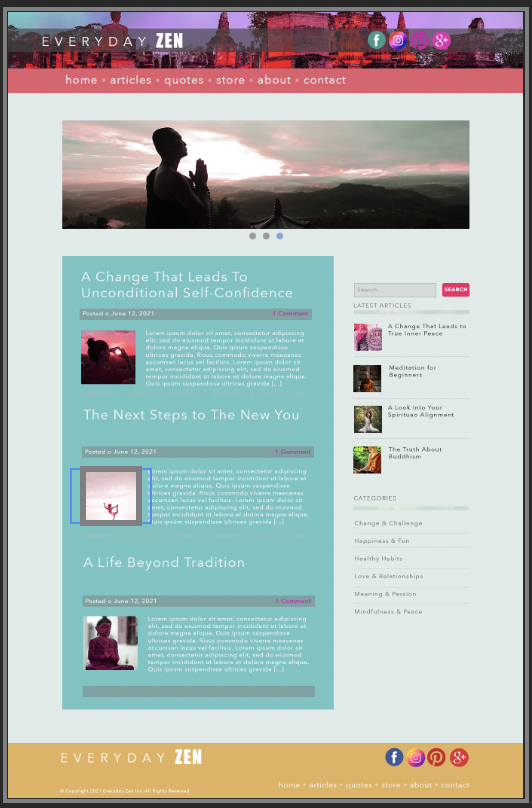 EVERYDAY ZEN
home • articles • quotes • store • about • contact
A Change That Leads To
Unconditional Self-Confidence
Posted o June 12, 2021 1 Comment
Lorem ipsum dolor sit amet, consectetur adipiscing
elit, sed do eiusmod tempor incididunt ut labore et
dolore magna aliqua. Quis ipsum suspendisse
ultrices gravida. Risus commodo viverra maecenas
accumsan lacus vel facilisis. Lorem ipsum dolor sit
amet, consectetur adipiscing elit, sed do eiusmod
tempor incididunt ut labore et dolore magna aliqua.
Quis ipsum suspendisse ultrices gravida [...]
The Next Steps to The New You
Posted o June 12, 2021 1 Comment
Lorem ipsum dolor sit amet, consectetur adipiscing
elit, sed do eiusmod tempor incididunt ut labore et
dolore magna aliqua. Quis ipsum suspendisse
ultrices gravida. Risus commodo viverra maecenas
accumsan lacus vel facilisis. Lorem ipsum dolor sit
amet, consectetur adipiscing elit, sed do eiusmod
tempor incididunt ut labore et dolore magna aliqua.
Quis ipsum suspendisse ultrices gravida [...]
A Life Beyond Tradition
Posted o June 12, 2021 1 Comment
Lorem ipsum dolor sit amet, consectetur adipiscing
elit, sed do eiusmod tempor incididunt ut labore et
dolore magna aliqua. Quis ipsum suspendisse
ultrices gravida. Risus commodo viverra maecenas
accumsan lacus vel facilisis. Lorem ipsum dolor sit
amet, consectetur adipiscing elit, sed do eiusmod
tempor incididunt ut labore et dolore magna aliqua.
Quis ipsum suspendisse ultrices gravida [...]
Search... SEARCH
LATEST ARTICLES
A Change That Leads to
True Inner Peace
Meditation for
Beginners
A Look Into Your
Spirituao Alignment
The Truth About
Buddhism
CATEGORIES
Change & Challenge
Happiness & Fun
Healthy Habits
Love & Relationships
Meaning & Passion
Mindfulness & Peace
EVERYDAY ZEN
home • articles • quotes • store • about • contact
© Copyright 2021 Everyday Zen Inc. All Rights Reserved